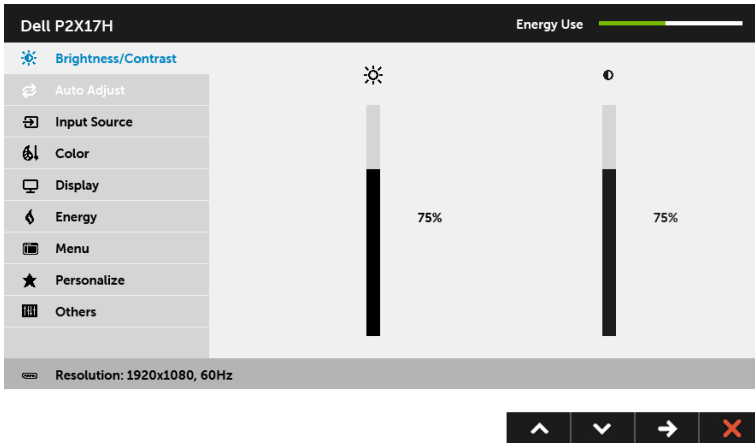 Dell P2X17H
Energy Use
Brightness/Contrast
Auto Adjust
Input Source
Color
Display
Energy
Menu
Personalize
Others
75%
75%
Resolution: 1920x1080, 60Hz